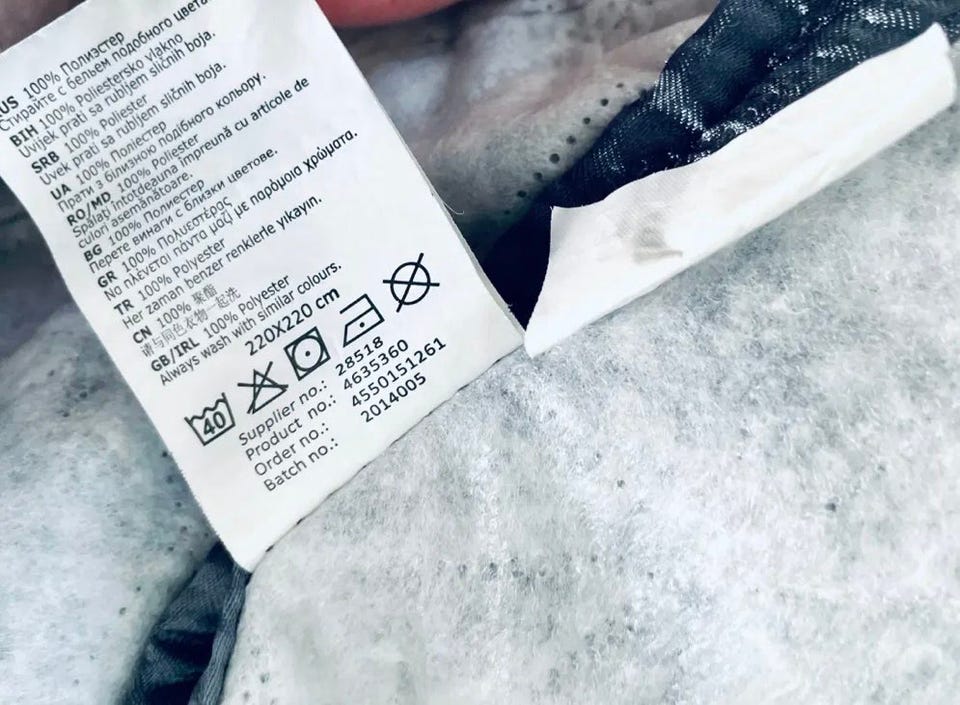 US 100% Полиэстер
Стирайте с бельем подобного цвета.
BIH 100% Poliestersko vlakno
Uvijek prati sa rubljem sličnih boja.
SRB 100% Polyester
Uvek prati sa rubljem sličnih boja.
UA 100% Поліестер
Прати з білизною подібного кольору.
RO/MD 100% Poliester
Spălați întotdeauna împreună cu articole de
culori asemănătoare.
BG 100% Полиестер
Перете винаги с близки цветове.
GR 100% Πολυεστέρας
Να πλένεται πάντα μαζί με παρόμοια χρώματα.
TR 100% Polyester
Her zaman benzer renklerle yıkayın.
CN 100% 聚酯
请与同色衣物一起洗
GB/IRL 100% Polyester
Always wash with similar colours.
220X220 cm
40
Supplier no.: 28518
Product no.: 4635360
Order no.: 4550151261
Batch no.: 2014005